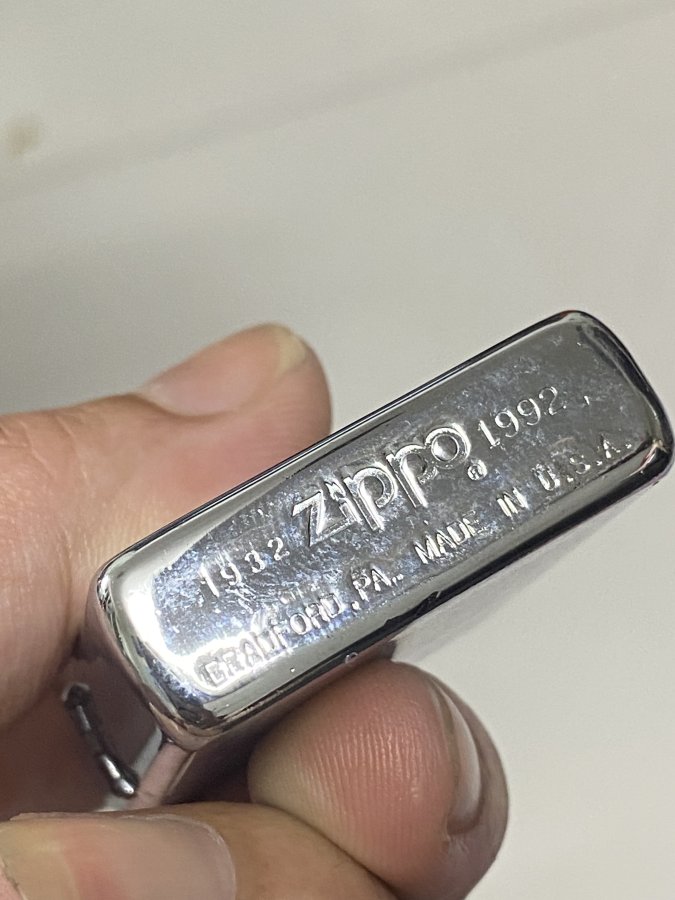 1932 Zippo ® 1992
BRADFORD, PA. MADE IN U.S.A.